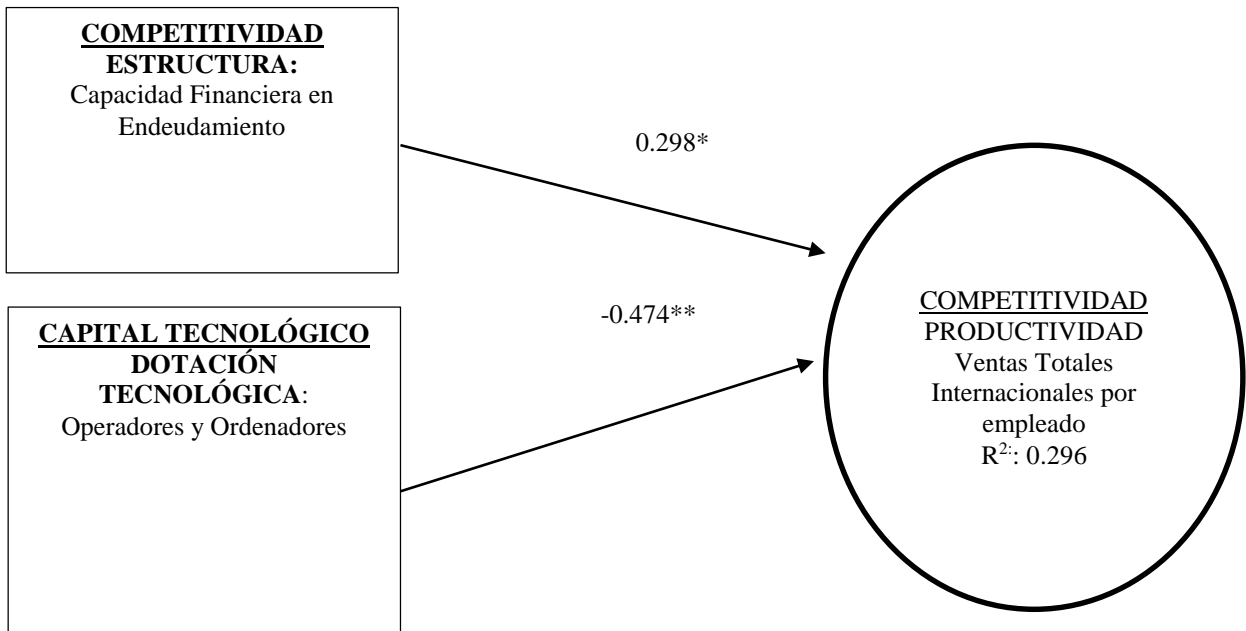 COMPETITIVIDAD
ESTRUCTURA:
Capacidad Financiera en
Endeudamiento
0.298*
CAPITAL TECNOLÓGICO
DOTACIÓN
TECNOLÓGICA:
Operadores y Ordenadores
-0.474**
COMPETITIVIDAD
PRODUCTIVIDAD
Ventas Totales
Internacionales por
empleado
R²:: 0.296